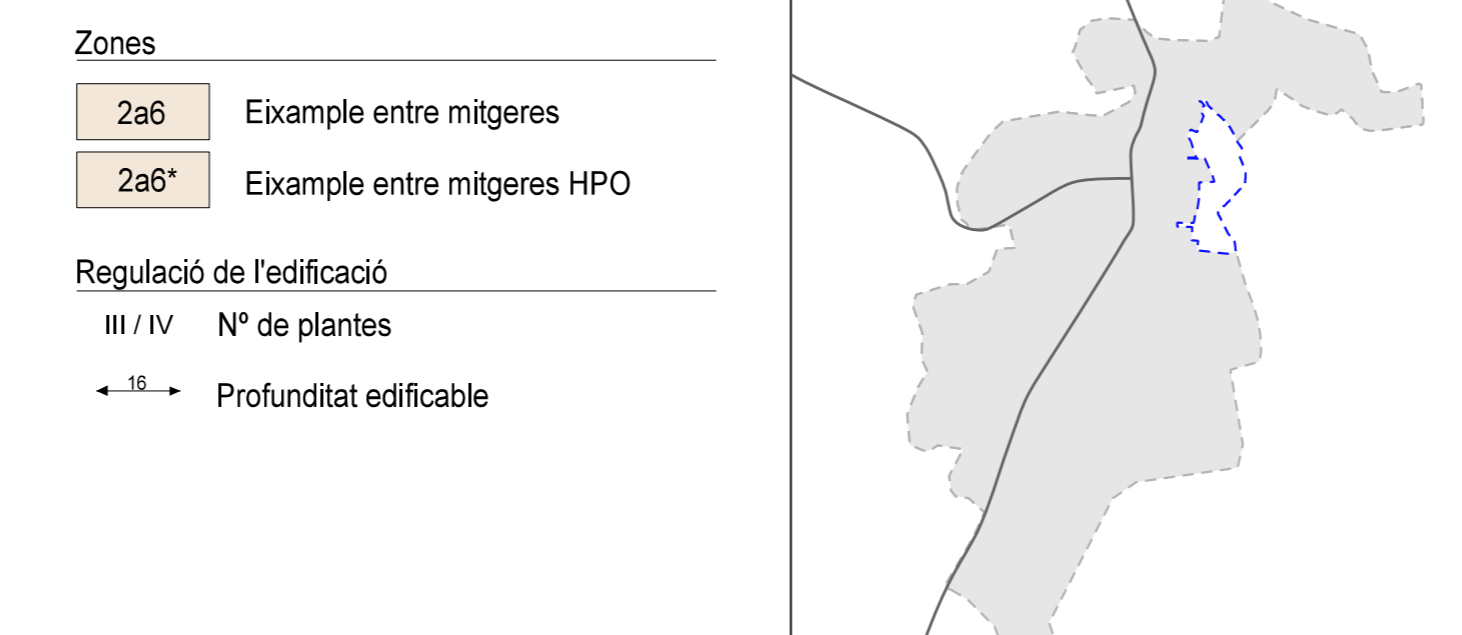 Zones
2a6 Eixample entre mitgeres
2a6* Eixample entre mitgeres HPO
Regulació de l'edificació
III / IV Nº de plantes
16 Profunditat edificable